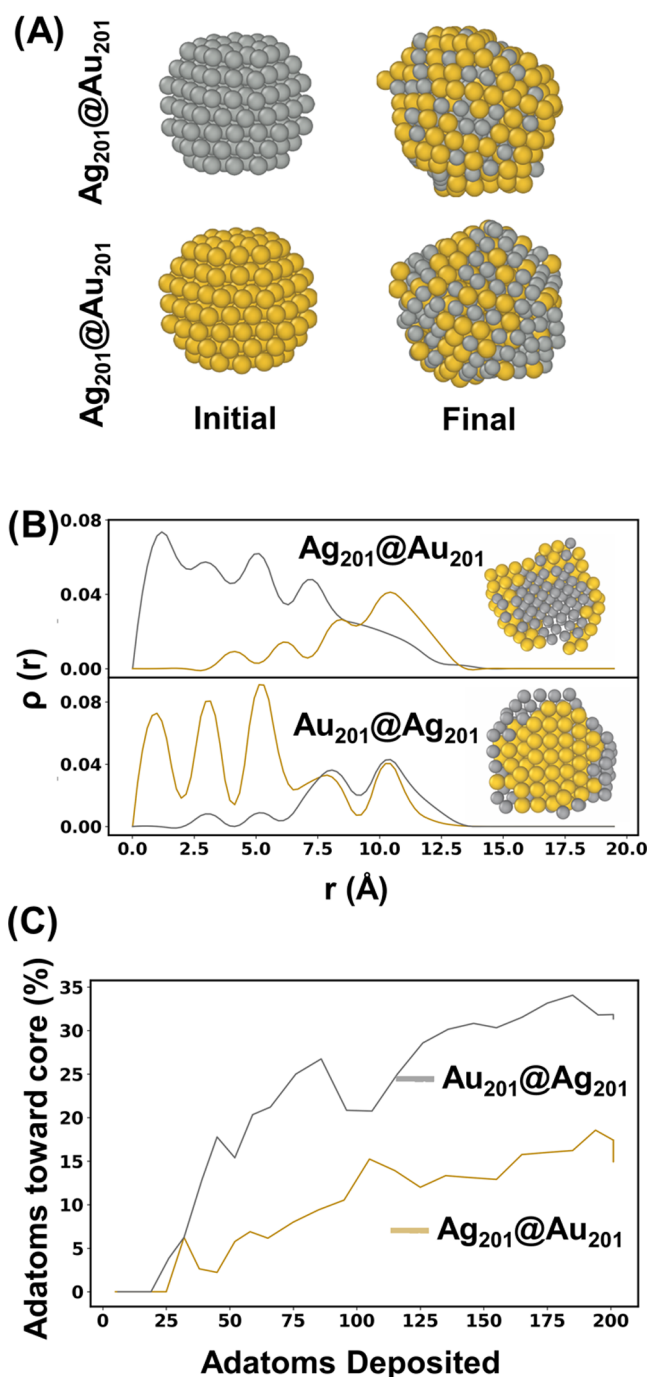 (A)
Ag₂₀₁@Au₂₀₁
Ag₂₀₁@Au₂₀₁
Initial Final
(B)
0.08
0.04
0.00
Ag₂₀₁@Au₂₀₁
0.08
0.04
0.00
Au₂₀₁@Ag₂₀₁
ρ (r)
0.0 2.5 5.0 7.5 10.0 12.5 15.0 17.5 20.0
r (Å)
(C)
Adatoms toward core (%)
35
30
25
20
15
10
5
0
Au₂₀₁@Ag₂₀₁
Ag₂₀₁@Au₂₀₁
0 25 50 75 100 125 150 175 200
Adatoms Deposited